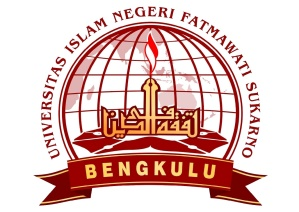 UNIVERSITAS ISLAM NEGERI FATMAWATI SUKARNO
BENGKULU